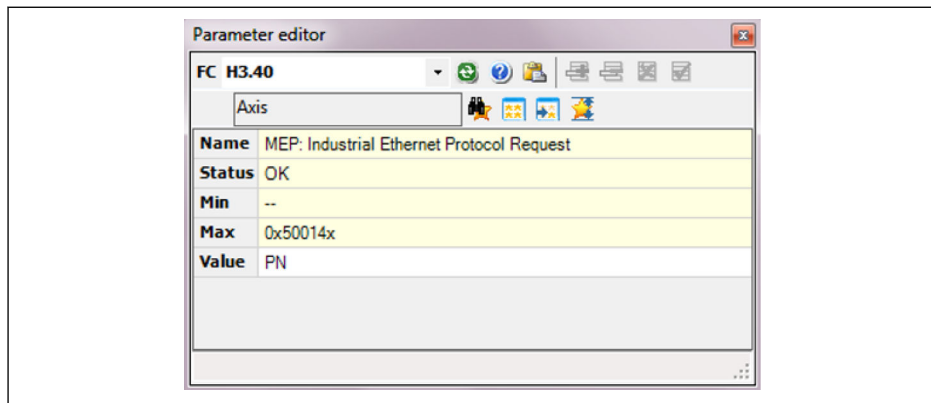 Parameter editor
FC H3.40
Axis
Name MEP: Industrial Ethernet Protocol Request
Status OK
Min --
Max 0x50014x
Value PN